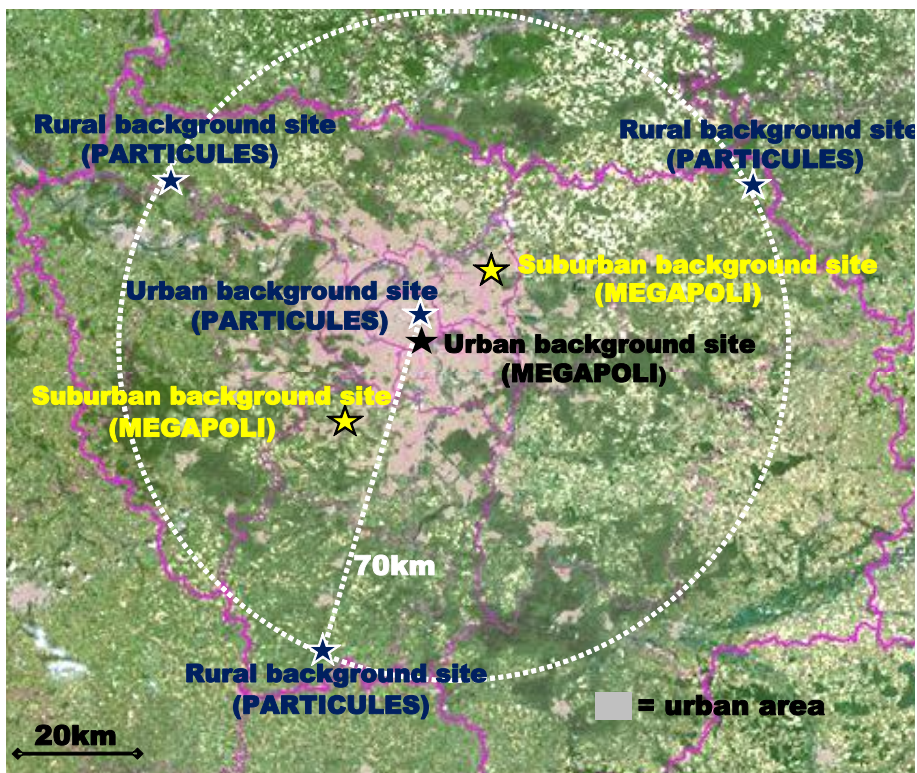 Rural background site
(PARTICULES)
Rural background site
(PARTICULES)
Suburban background site
(MEGAPOLI)
Urban background site
(PARTICULES)
Urban background site
(MEGAPOLI)
Suburban background site
(MEGAPOLI)
70km
Rural background site
(PARTICULES)
= urban area
20km